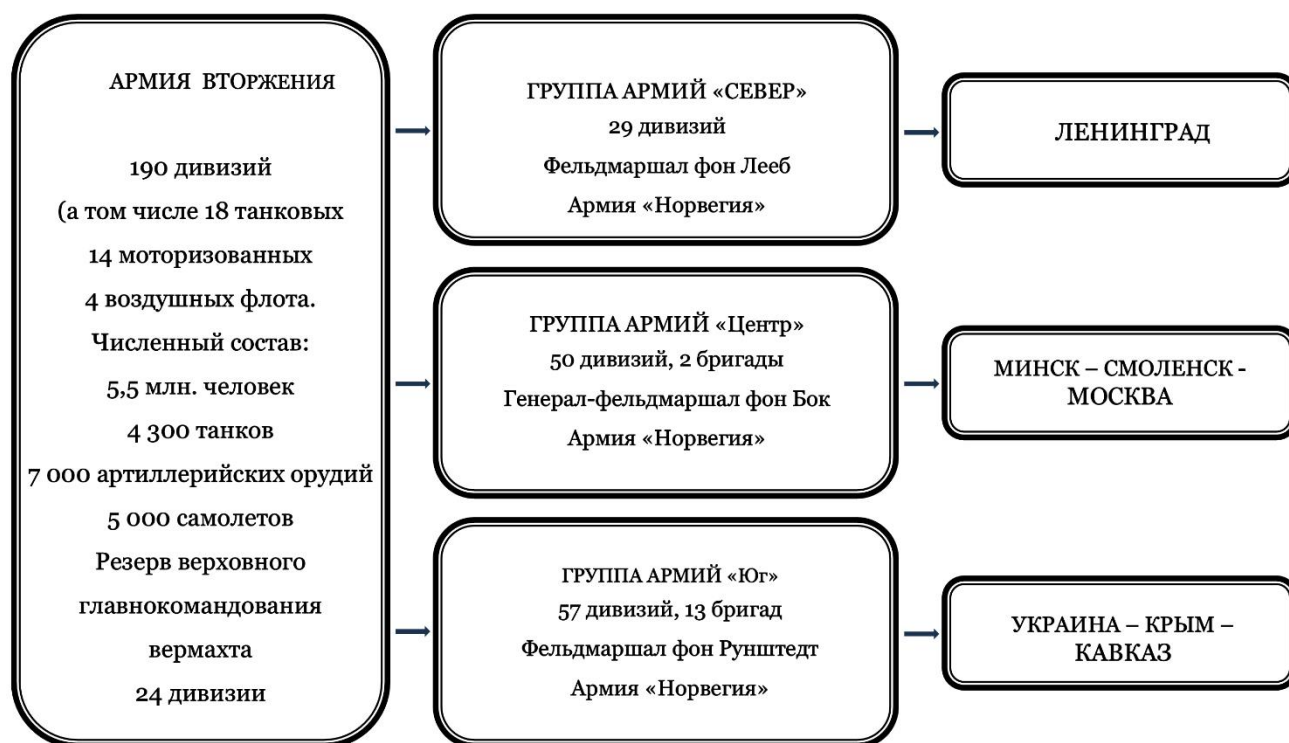 АРМИЯ ВТОРЖЕНИЯ
190 дивизий
(а том числе 18 танковых
14 моторизованных
4 воздушных флота.
Численный состав:
5,5 млн. человек
4 300 танков
7 000 артиллерийских орудий
5 000 самолетов
Резерв верховного
главнокомандования
вермахта
24 дивизии
ГРУППА АРМИЙ «СЕВЕР»
29 дивизий
Фельдмаршал фон Лееб
Армия «Норвегия»
ЛЕНИНГРАД
ГРУППА АРМИЙ «Центр»
50 дивизий, 2 бригады
Генерал-фельдмаршал фон Бок
Армия «Норвегия»
МИНСК – СМОЛЕНСК -
МОСКВА
ГРУППА АРМИЙ «Юг»
57 дивизий, 13 бригад
Фельдмаршал фон Рунштедт
Армия «Норвегия»
УКРАИНА – КРЫМ –
КАВКАЗ